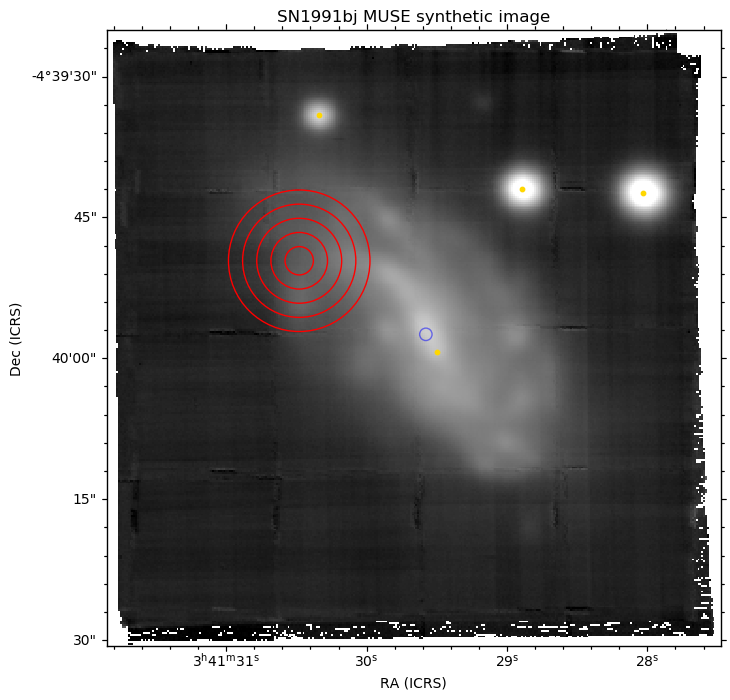 SN1991bj MUSE synthetic image
-4°39'30"
45"
40'00"
15"
30"
Dec (ICRS)
3ʰ41ᵐ31ˢ
30ˢ
29ˢ
28ˢ
RA (ICRS)